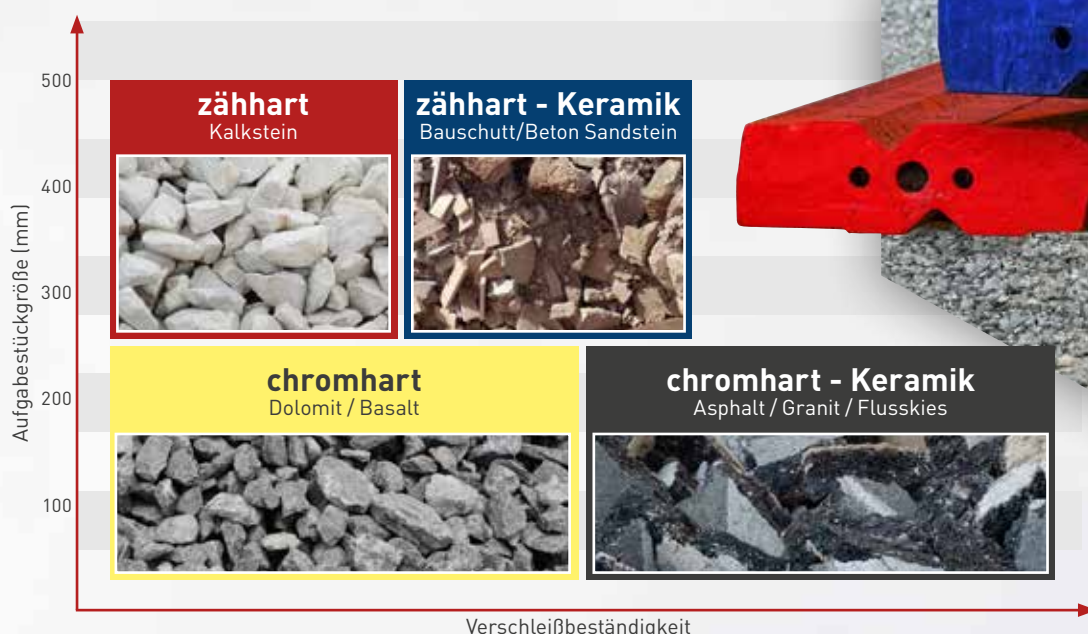 500
zähhart
Kalkstein
zähhart - Keramik
Bauschutt/Beton Sandstein
400
300
Aufgabestückgröße (mm)
chromhart
Dolomit / Basalt
chromhart - Keramik
Asphalt / Granit / Flusskies
200
100
Verschleißbeständigkeit